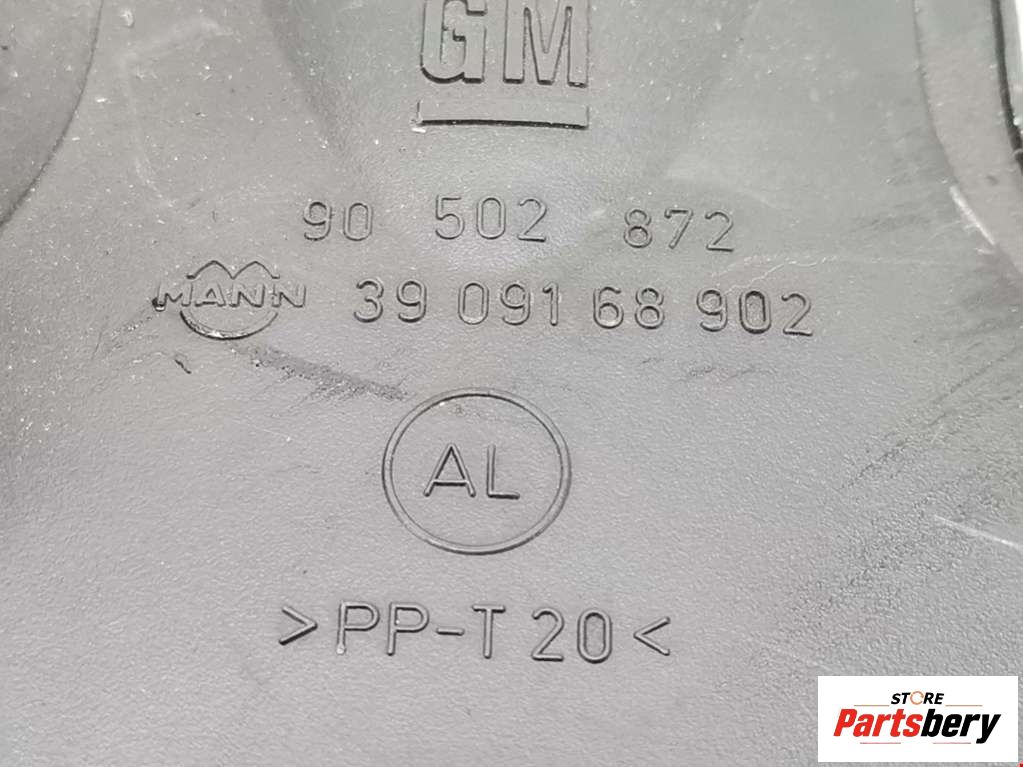 GM
90 502 872
MANN 39 091 68 902
AL
>PP-T 20<
STORE
Partsbery